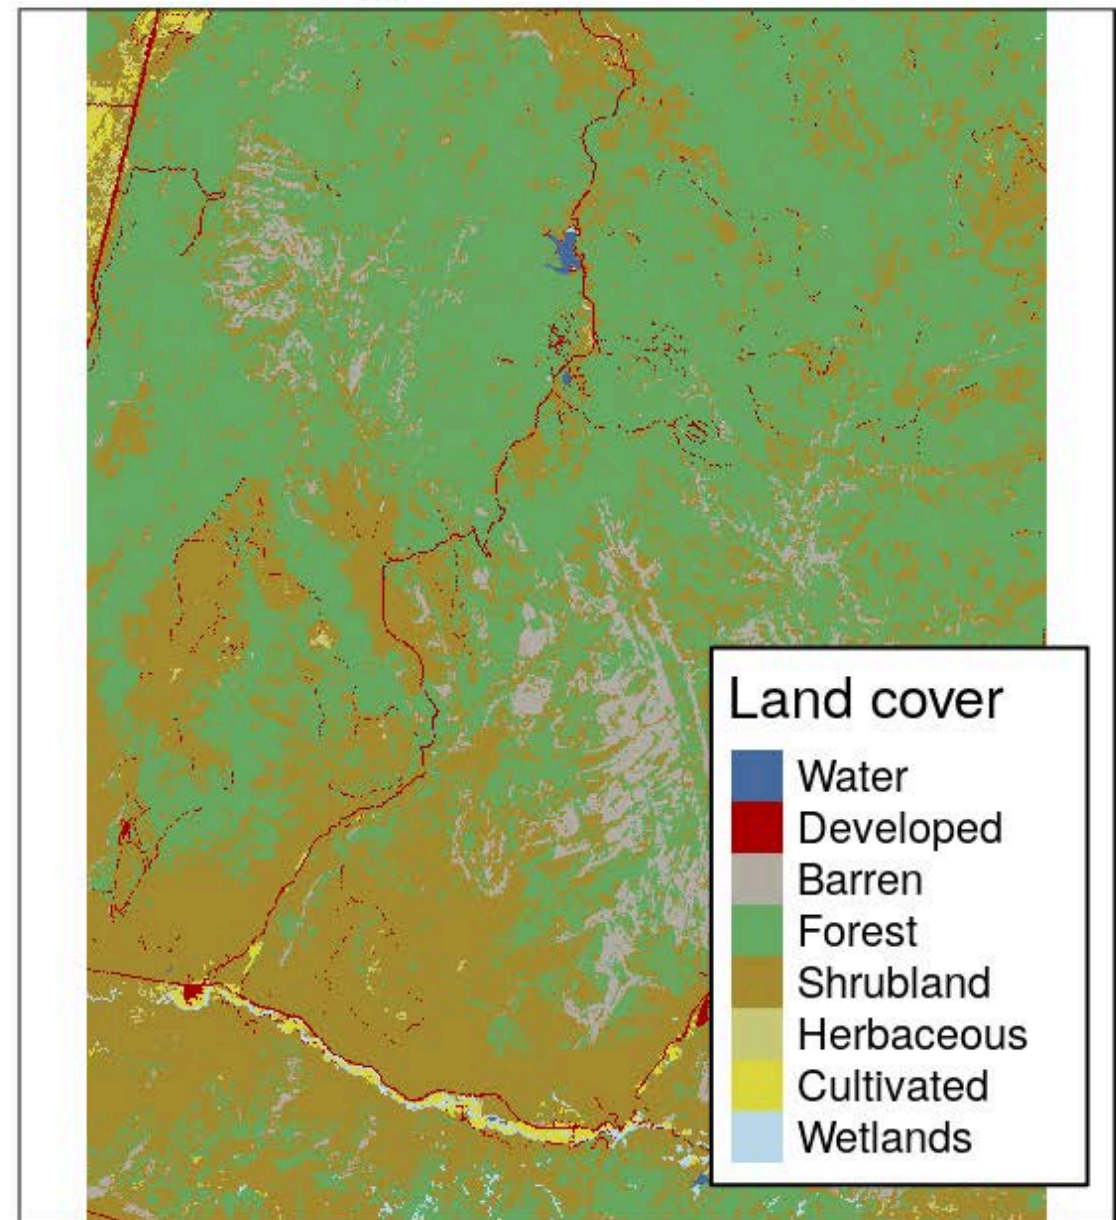 Land cover
Water
Developed
Barren
Forest
Shrubland
Herbaceous
Cultivated
Wetlands